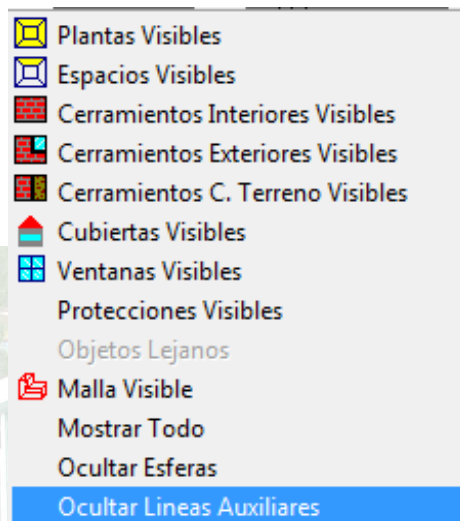 Plantas Visibles
Espacios Visibles
Cerramientos Interiores Visibles
Cerramientos Exteriores Visibles
Cerramientos C. Terreno Visibles
Cubiertas Visibles
Ventanas Visibles
Protecciones Visibles
Objetos Lejanos
Malla Visible
Mostrar Todo
Ocultar Esferas
Ocultar Lineas Auxiliares